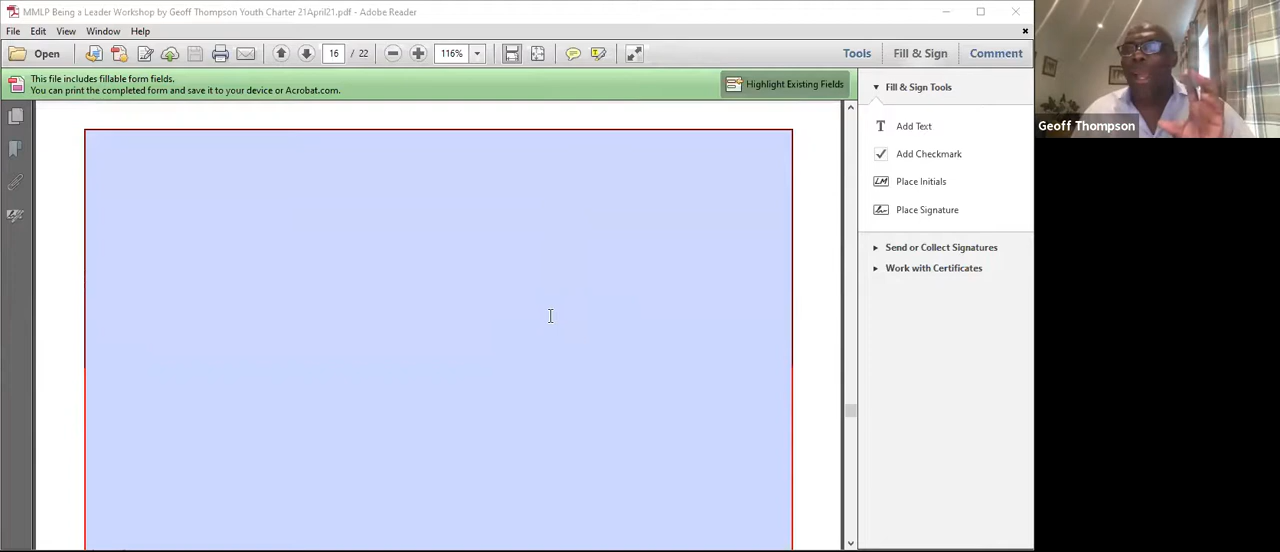 MMLP Being a Leader Workshop by Geoff Thompson Youth Charter 21April21.pdf - Adobe Reader
File Edit View Window Help
Open 16 / 22 116% Tools Fill & Sign Comment
This file includes fillable form fields.
You can print the completed form and save it to your device or Acrobat.com.
Highlight Existing Fields
Fill & Sign Tools
T Add Text
Add Checkmark
LM Place Initials
Place Signature
Send or Collect Signatures
Work with Certificates
Geoff Thompson